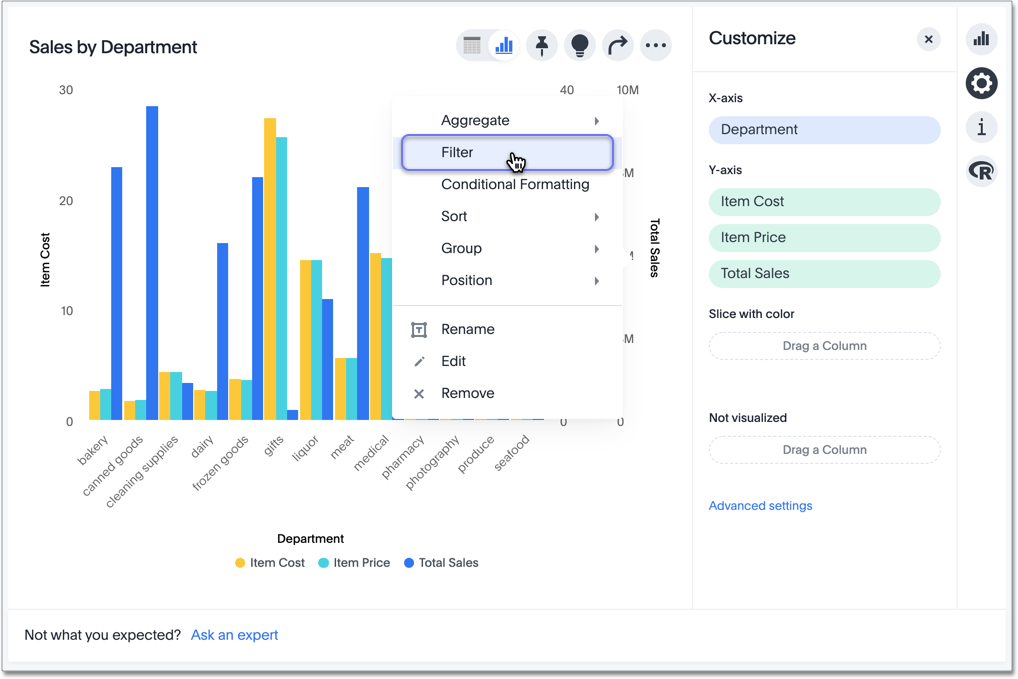 Sales by Department
Customize
30
40
10M
X-axis
Aggregate
Department
Filter
Conditional Formatting
M
Y-axis
20
Item Cost
Sort
Item Cost
Total Sales
Group
Item Price
Position
Total Sales
10
Slice with color
Rename
M
Drag a Column
Edit
Remove
0
0
0
Not visualized
bakery
canned goods
cleaning supplies
dairy
frozen goods
gifts
liquor
meat
medical
pharmacy
photography
produce
seafood
Drag a Column
Advanced settings
Department
Item Cost
Item Price
Total Sales
Not what you expected? Ask an expert